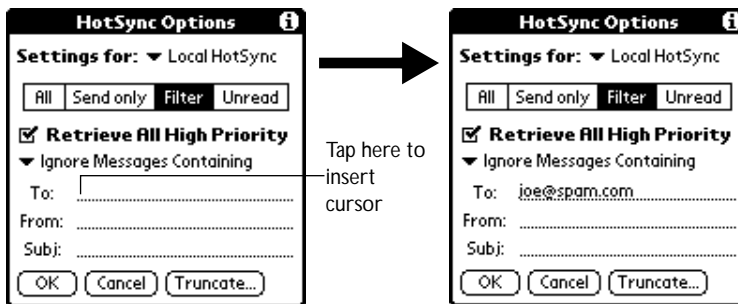 HotSync Options
Settings for: Local HotSync
All Send only Filter Unread
Retrieve All High Priority
Ignore Messages Containing
To:
From:
Subj:
OK Cancel Truncate...
Tap here to
insert
cursor
HotSync Options
Settings for: Local HotSync
All Send only Filter Unread
Retrieve All High Priority
Ignore Messages Containing
To: joe@spam.com
From:
Subj:
OK Cancel Truncate...